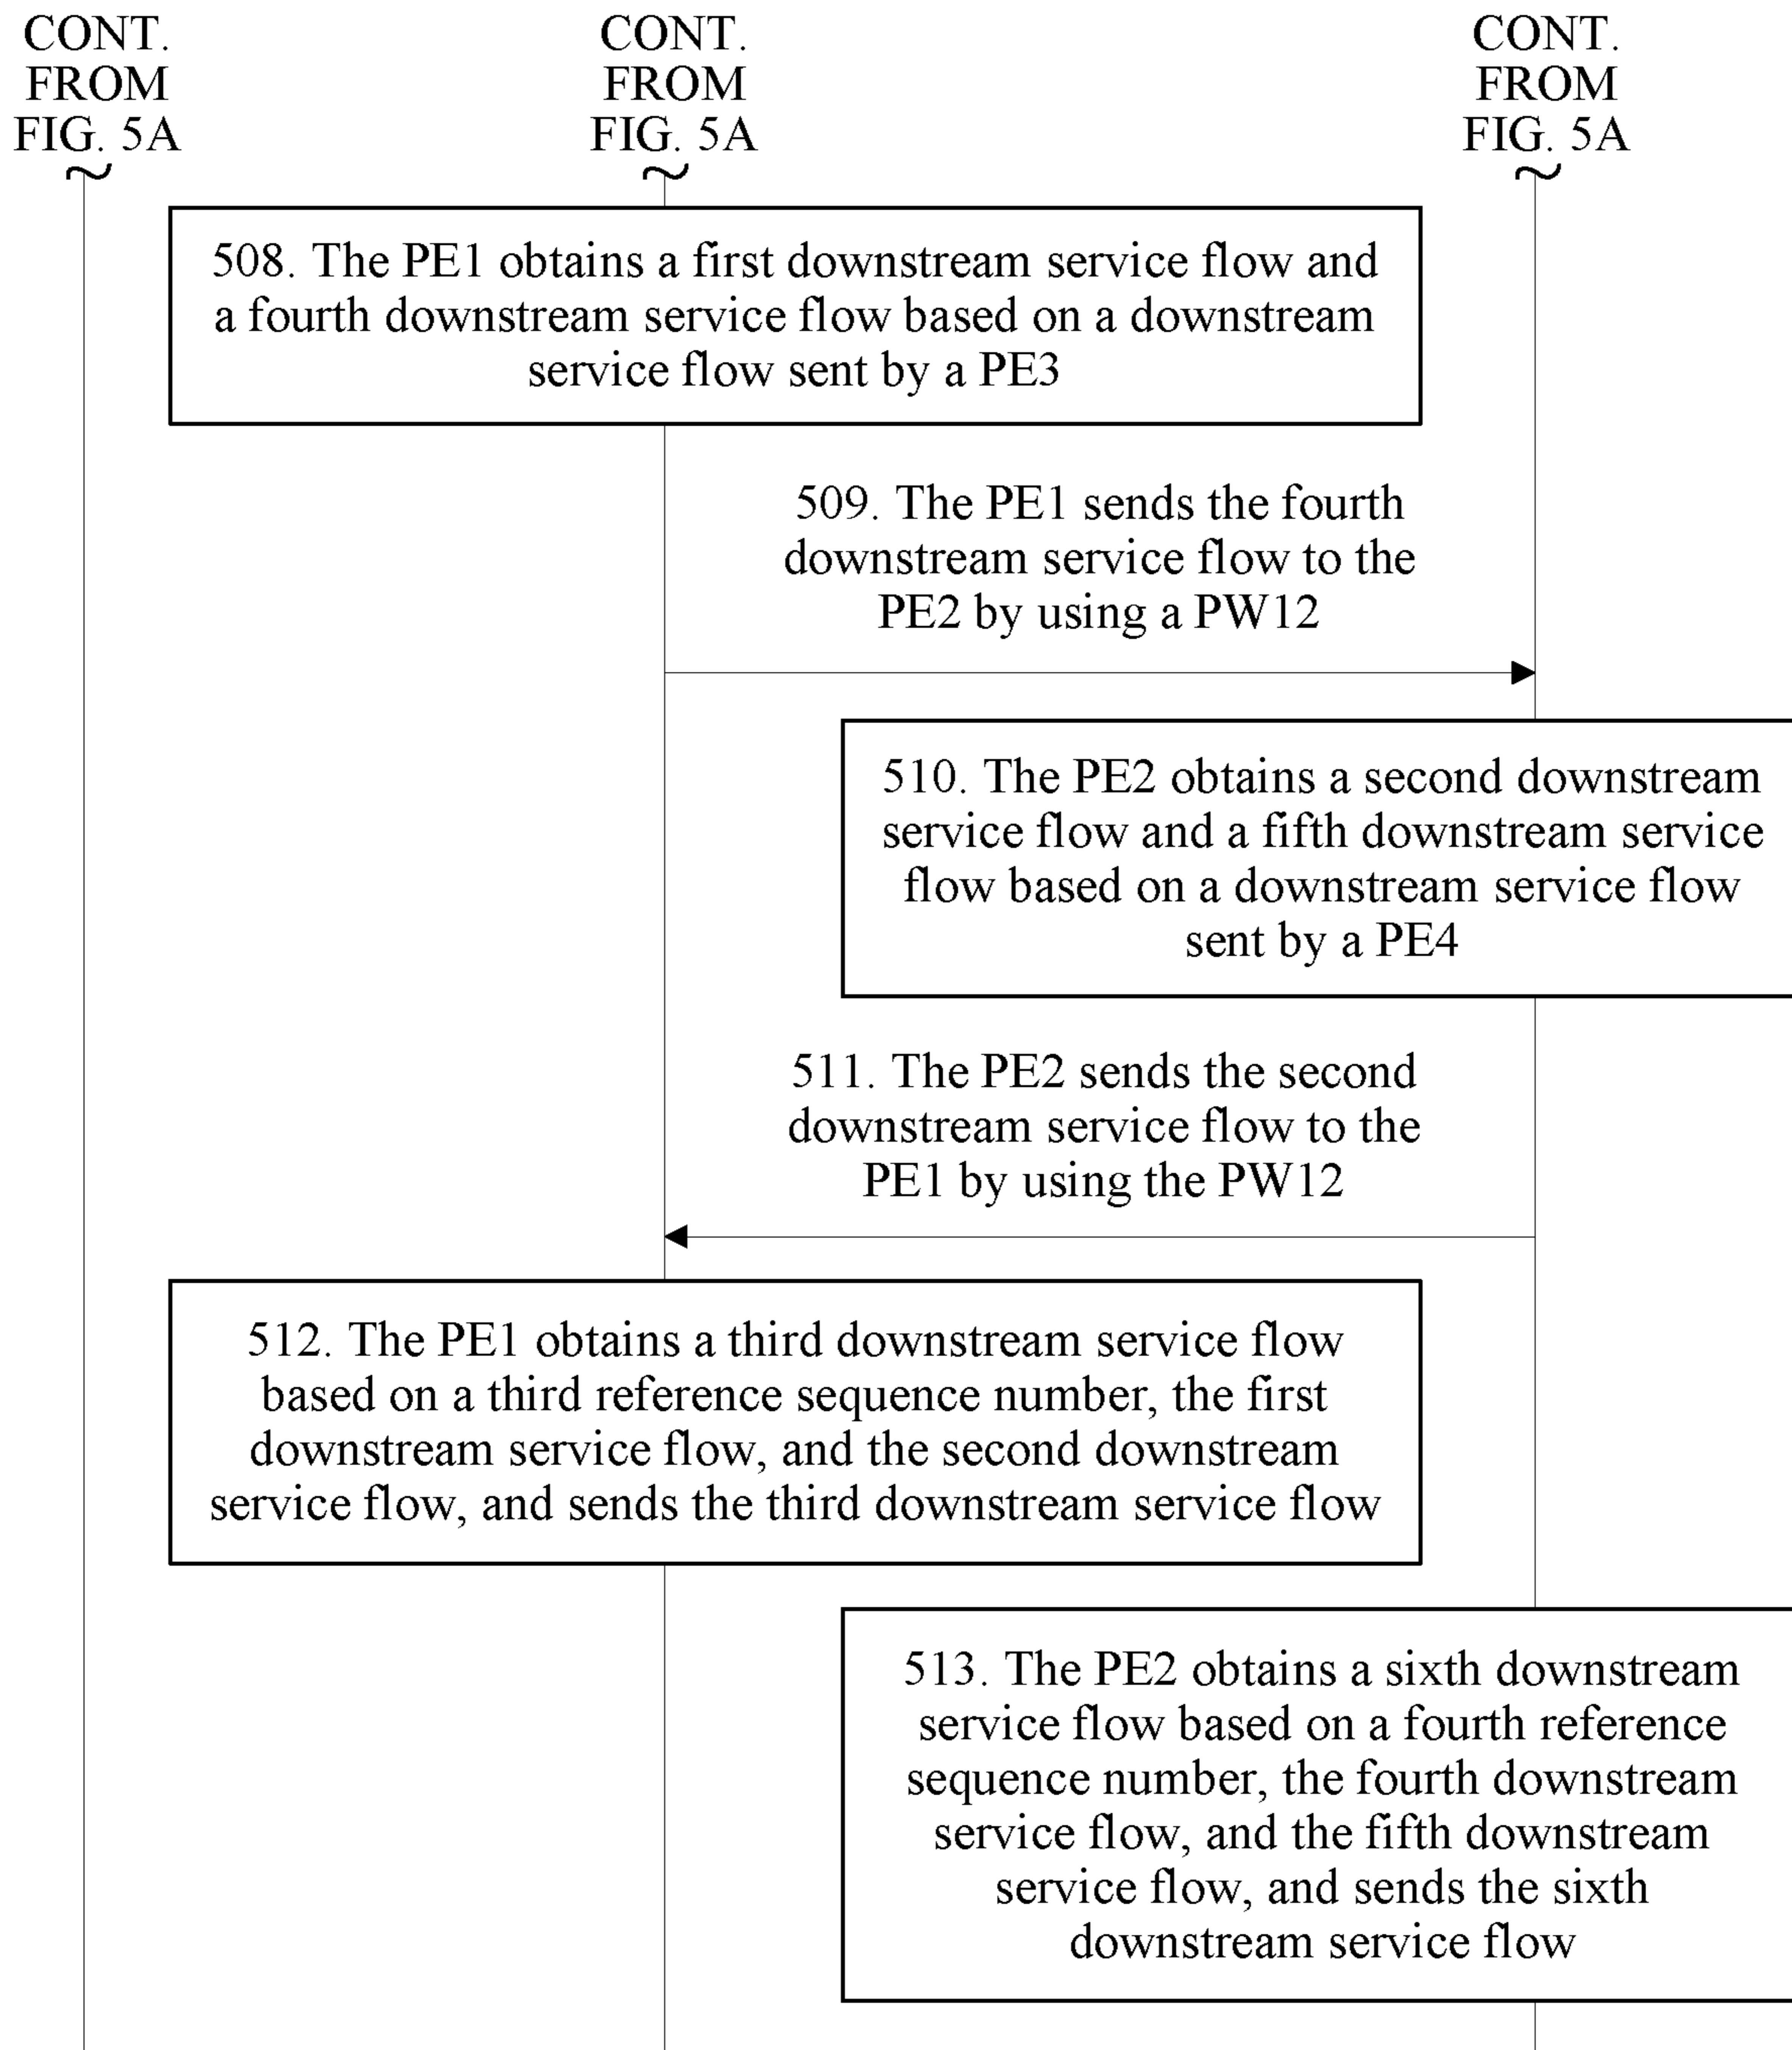 CONT.
FROM
FIG. 5A
CONT.
FROM
FIG. 5A
CONT.
FROM
FIG. 5A
508. The PE1 obtains a first downstream service flow and
a fourth downstream service flow based on a downstream
service flow sent by a PE3
509. The PE1 sends the fourth
downstream service flow to the
PE2 by using a PW12
510. The PE2 obtains a second downstream
service flow and a fifth downstream service
flow based on a downstream service flow
sent by a PE4
511. The PE2 sends the second
downstream service flow to the
PE1 by using the PW12
512. The PE1 obtains a third downstream service flow
based on a third reference sequence number, the first
downstream service flow, and the second downstream
service flow, and sends the third downstream service flow
513. The PE2 obtains a sixth downstream
service flow based on a fourth reference
sequence number, the fourth downstream
service flow, and the fifth downstream
service flow, and sends the sixth
downstream service flow